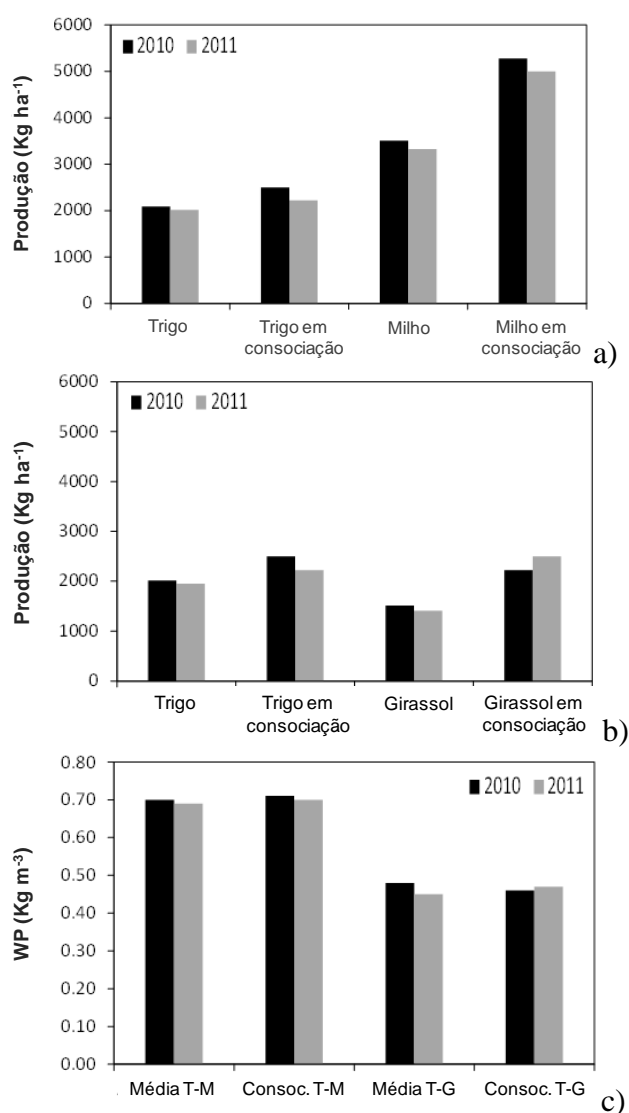 Produção (Kg ha⁻¹)
6000
5000
4000
3000
2000
1000
0
2010 2011
Trigo
Trigo em
consociação
Milho
Milho em
consociação
a)
Produção (Kg ha⁻¹)
6000
5000
4000
3000
2000
1000
0
2010 2011
Trigo
Trigo em
consociação
Girassol
Girassol em
consociação
b)
WP (Kg m⁻³)
0.80
0.70
0.60
0.50
0.40
0.30
0.20
0.10
0.00
2010 2011
Média T-M
Consoc. T-M
Média T-G
Consoc. T-G
c)